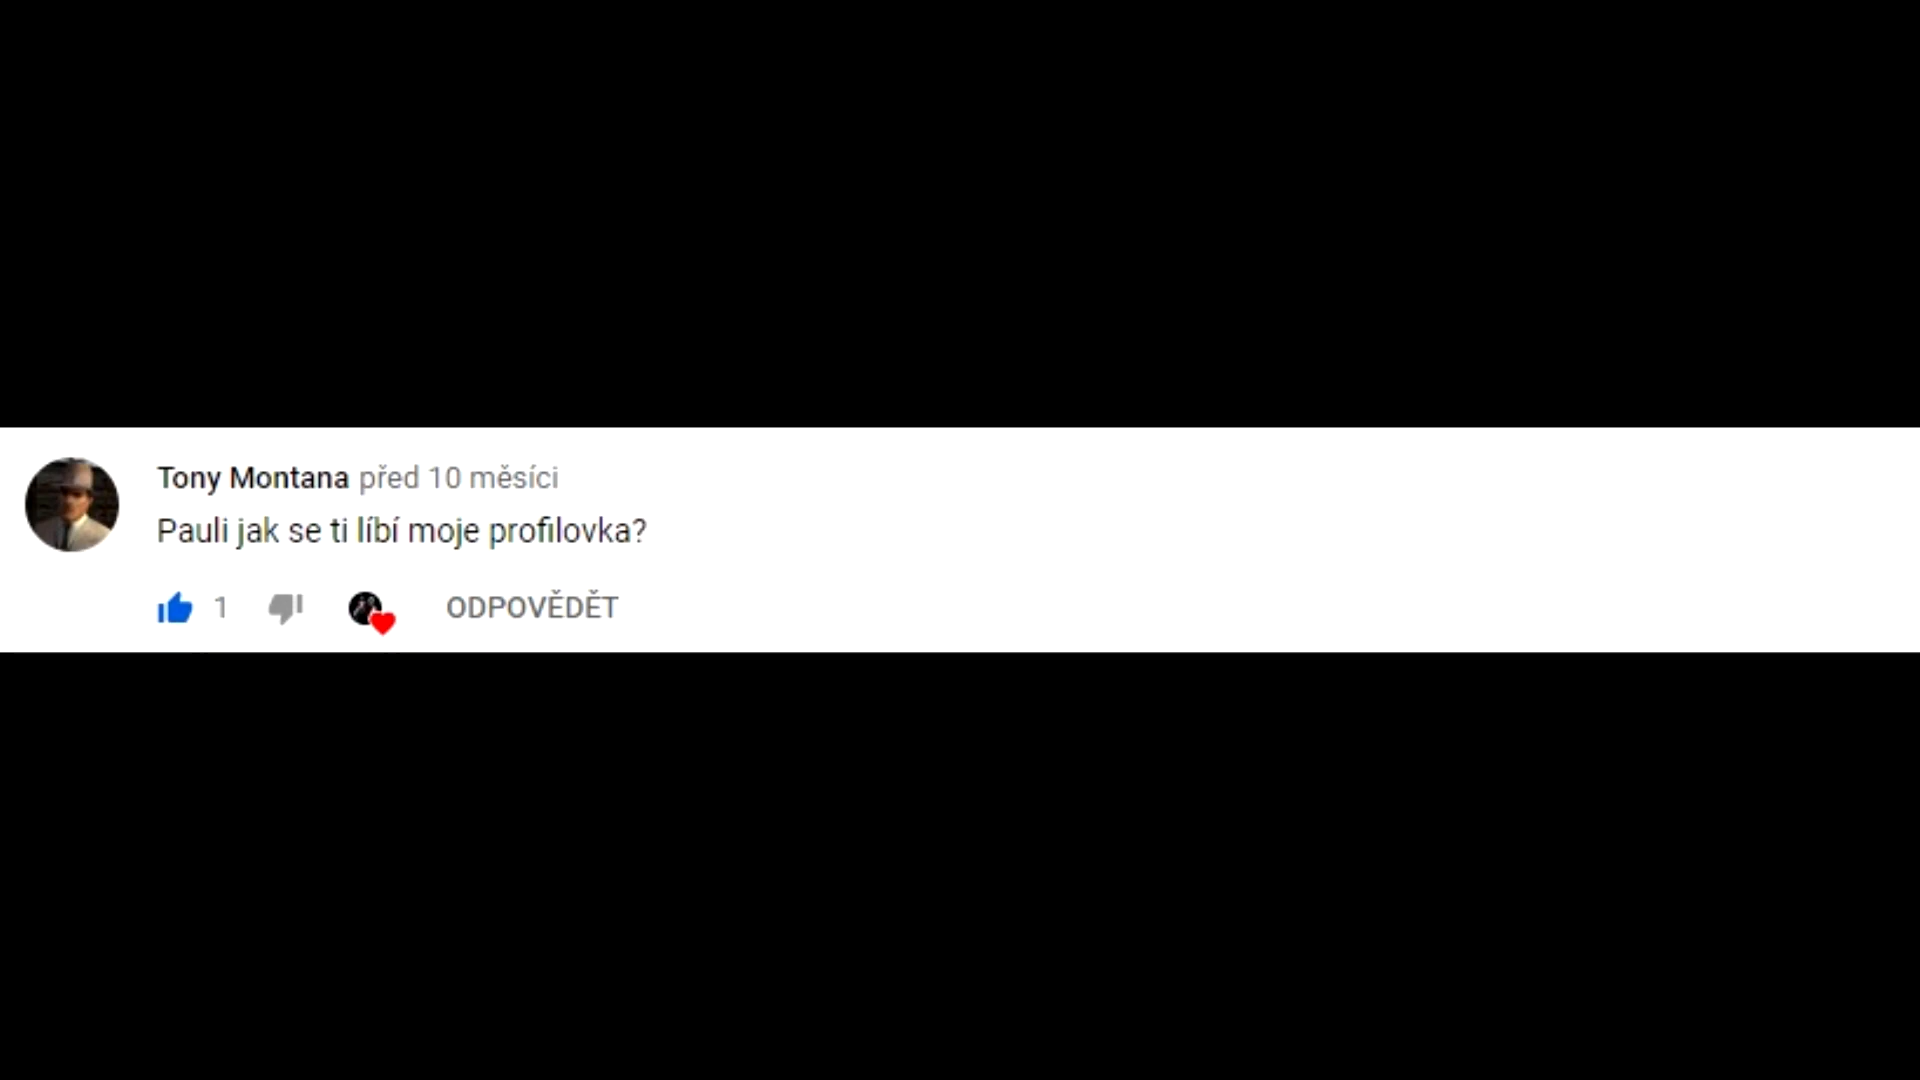 Tony Montana před 10 měsíci
Pauli jak se ti líbí moje profilovka?
1 ODPOVĚDĚT